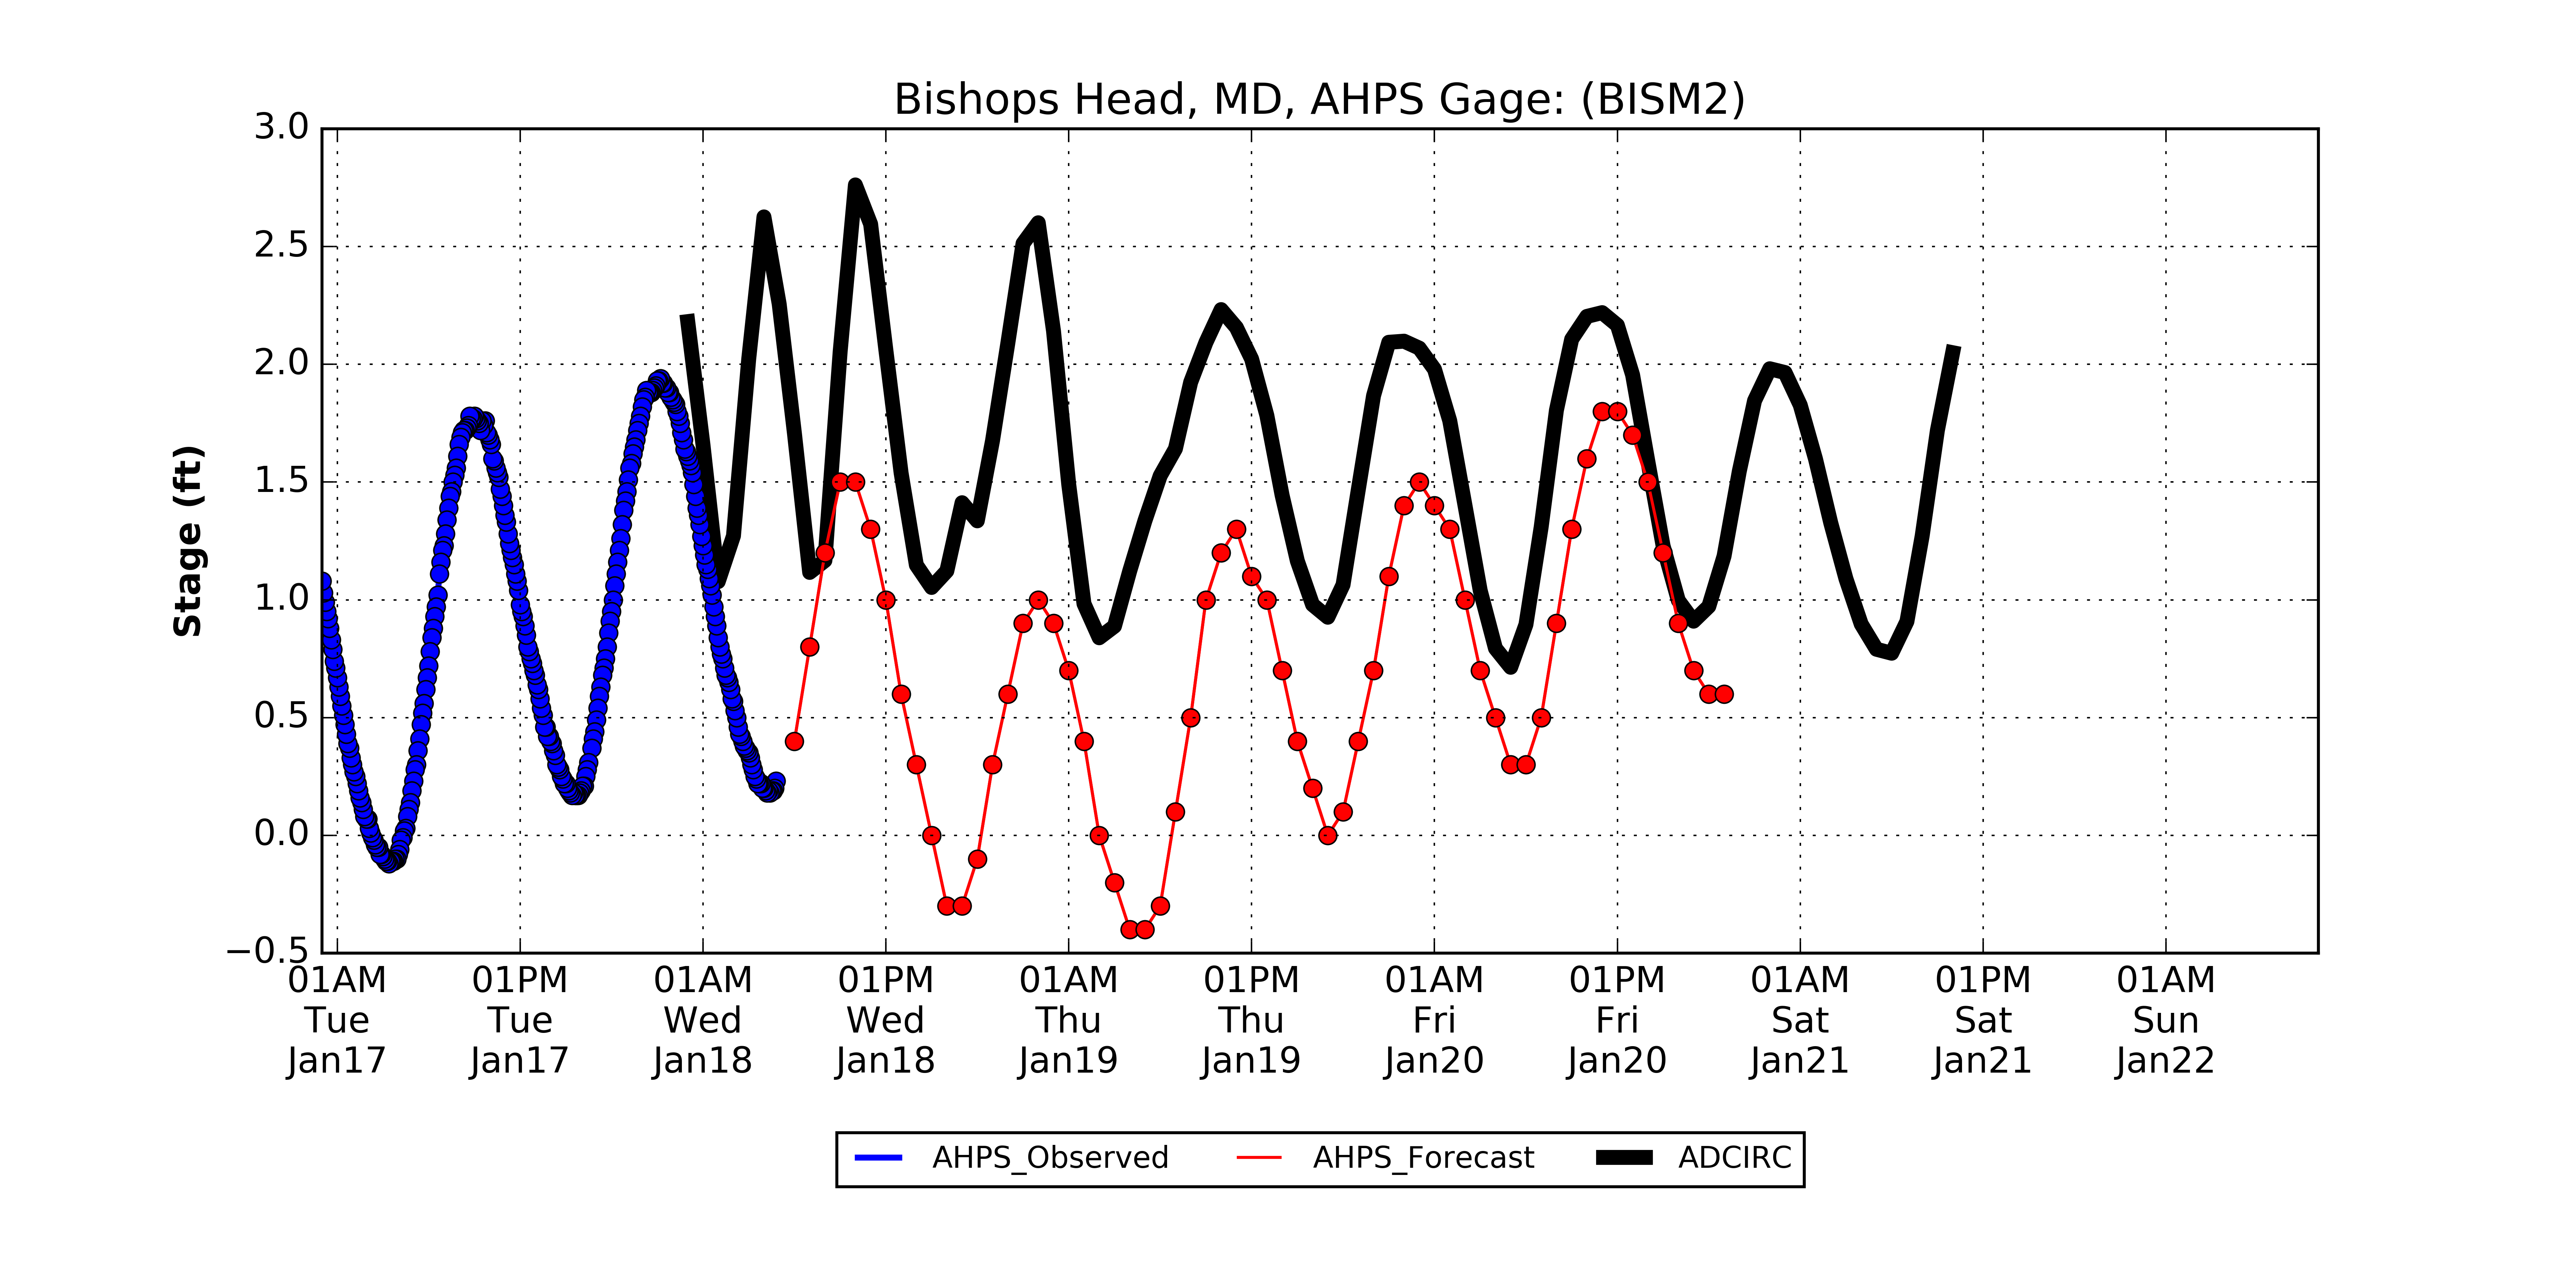 Bishops Head, MD, AHPS Gage: (BISM2)
Stage (ft)
3.0
2.5
2.0
1.5
1.0
0.5
0.0
−0.5
01AM 01PM 01AM 01PM 01AM 01PM 01AM 01PM 01AM 01PM 01AM
Tue Tue Wed Wed Thu Thu Fri Fri Sat Sat Sun
Jan17 Jan17 Jan18 Jan18 Jan19 Jan19 Jan20 Jan20 Jan21 Jan21 Jan22
AHPS_Observed AHPS_Forecast ADCIRC